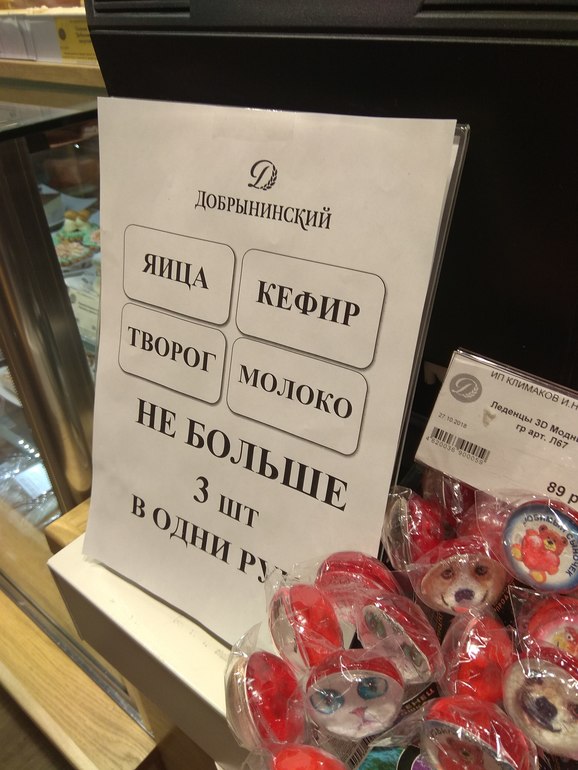 ДОБРЫНИНСКИЙ
ЯИЦА
КЕФИР
ТВОРОГ
МОЛОКО
НЕ БОЛЬШЕ
3 ШТ
В ОДНИ
ИП КЛИМАКОВ И.Н
27.10.2018
Леденцы 3D Модн
гр арт. Л67
89 р